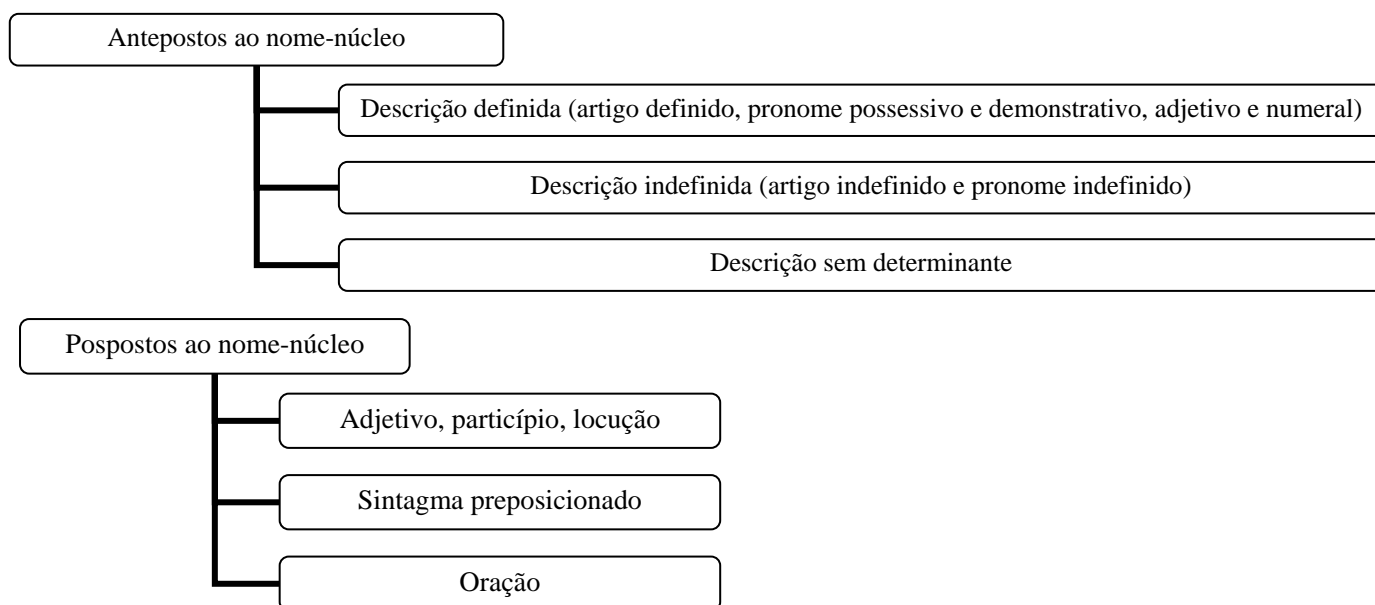 Antepostos ao nome-núcleo
Descrição definida (artigo definido, pronome possessivo e demonstrativo, adjetivo e numeral)
Descrição indefinida (artigo indefinido e pronome indefinido)
Descrição sem determinante
Pospostos ao nome-núcleo
Adjetivo, particípio, locução
Sintagma preposicionado
Oração